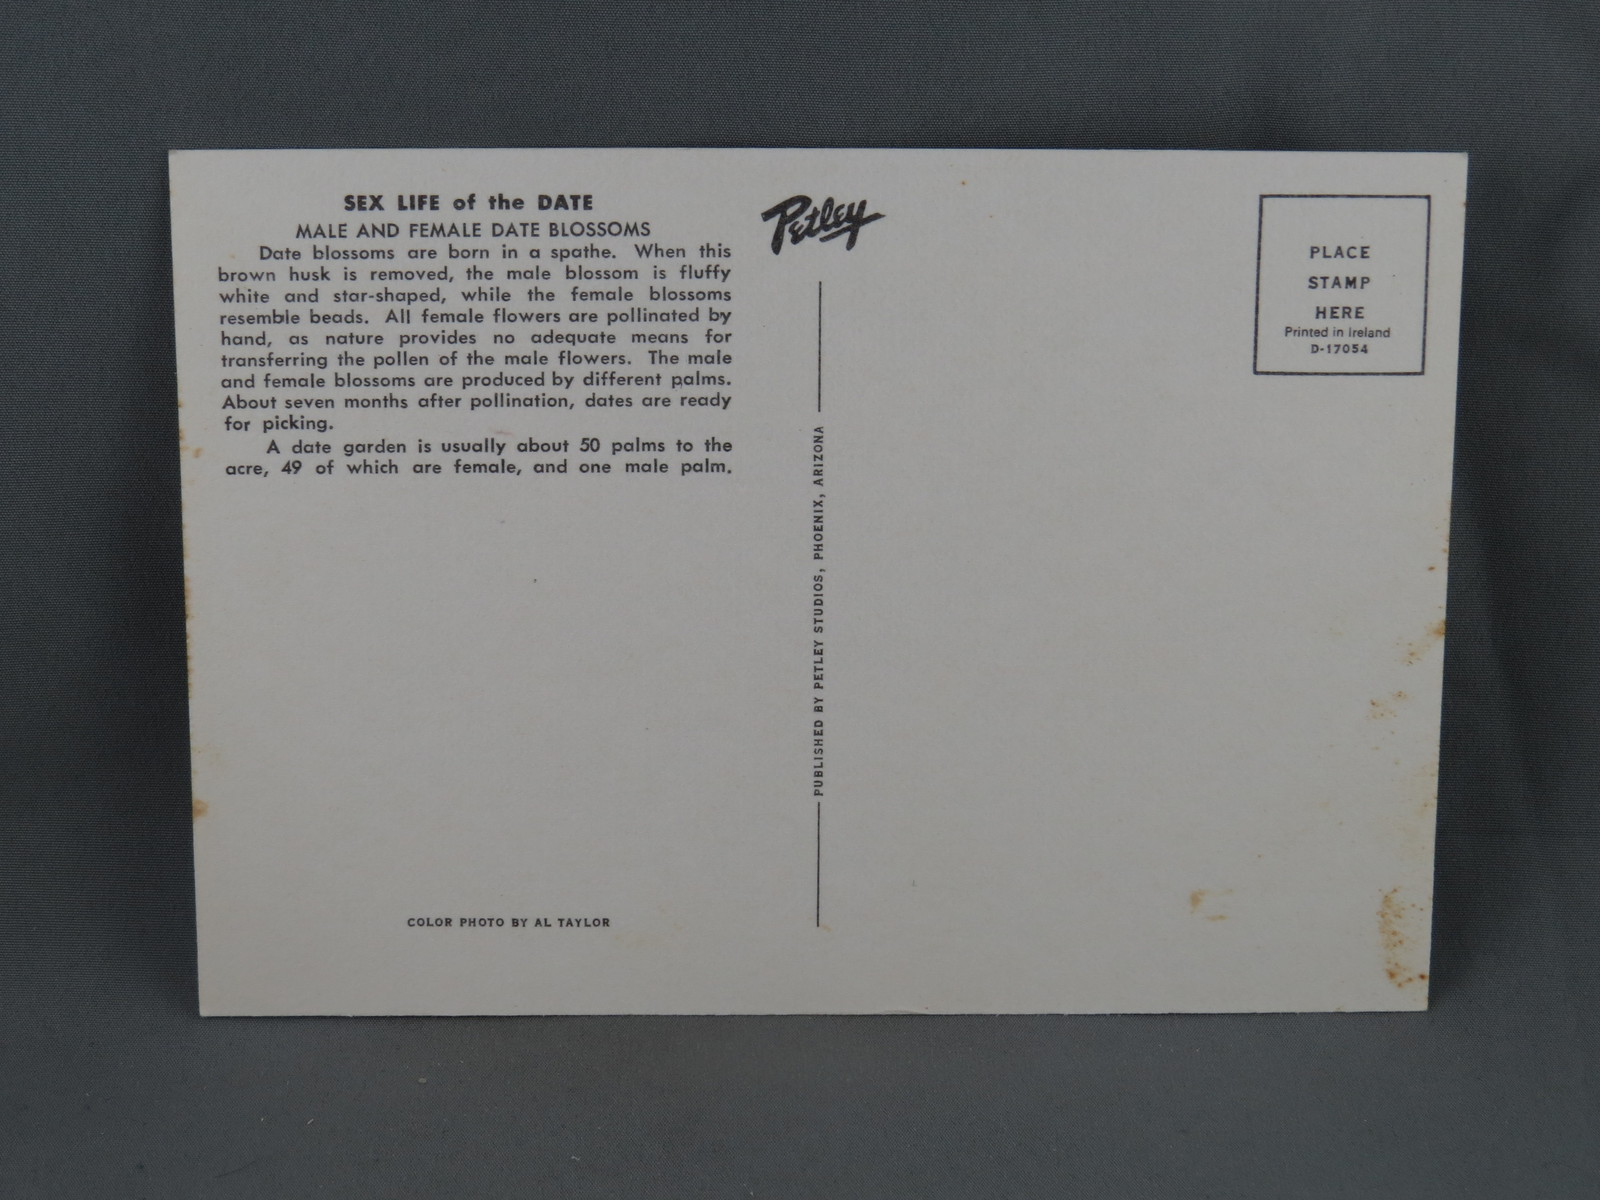 SEX LIFE of the DATE
MALE AND FEMALE DATE BLOSSOMS
Date blossoms are born in a spathe. When this
brown husk is removed, the male blossom is fluffy
white and star-shaped, while the female blossoms
resemble beads. All female flowers are pollinated by
hand, as nature provides no adequate means for
transferring the pollen of the male flowers. The male
and female blossoms are produced by different palms.
About seven months after pollination, dates are ready
for picking.
A date garden is usually about 50 palms to the
acre, 49 of which are female, and one male palm.
COLOR PHOTO BY AL TAYLOR
Petley
PUBLISHED BY PETLEY STUDIOS, PHOENIX, ARIZONA
PLACE
STAMP
HERE
Printed in Ireland
D-17054